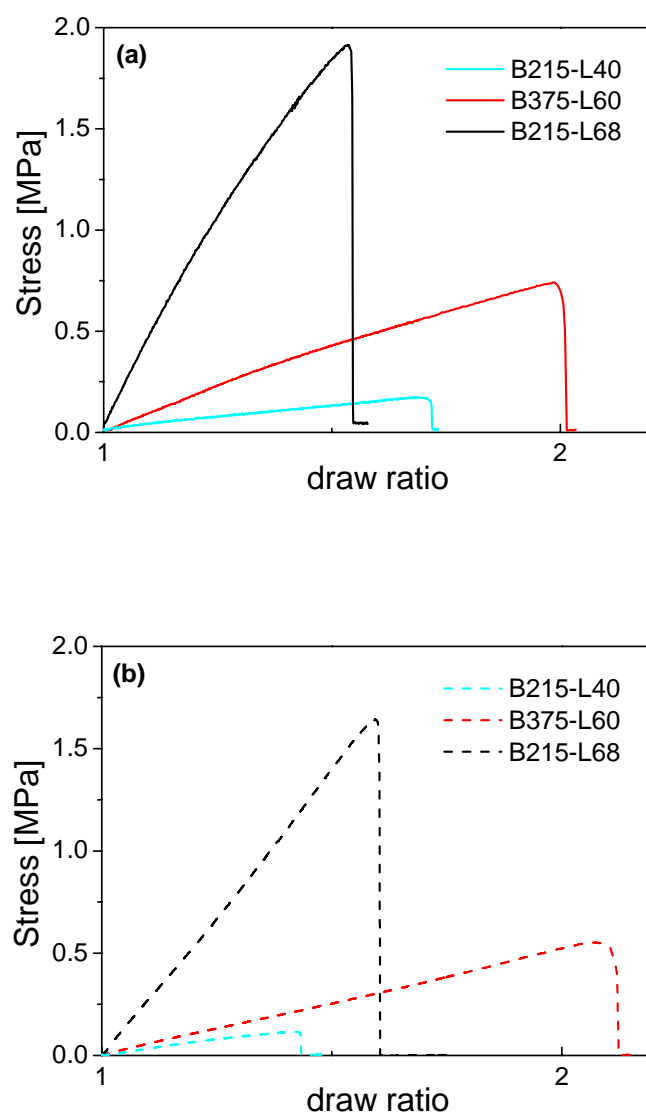 2.0
(a)
B215-L40
B375-L60
B215-L68
1.5
1.0
0.5
0.0
Stress [MPa]
1
2
draw ratio
2.0
(b)
B215-L40
B375-L60
B215-L68
1.5
1.0
0.5
0.0
Stress [MPa]
1
2
draw ratio